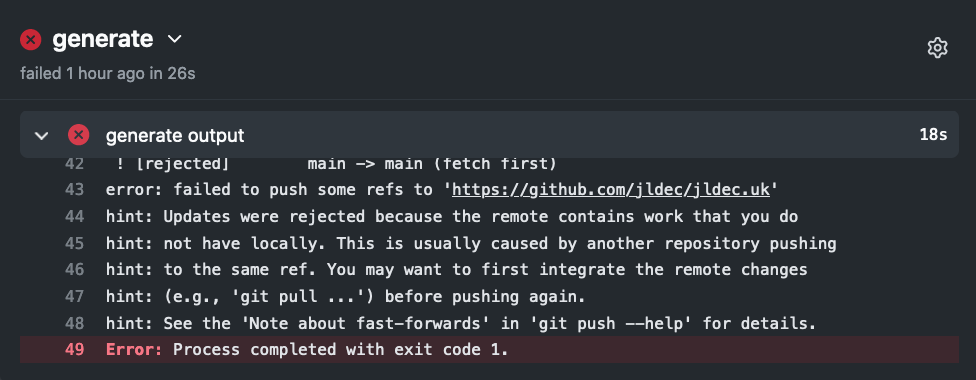 generate
failed 1 hour ago in 26s
generate output 18s
42 ! [rejected] main -> main (fetch first)
43 error: failed to push some refs to 'https://github.com/jldec/jldec.uk'
44 hint: Updates were rejected because the remote contains work that you do
45 hint: not have locally. This is usually caused by another repository pushing
46 hint: to the same ref. You may want to first integrate the remote changes
47 hint: (e.g., 'git pull ...') before pushing again.
48 hint: See the 'Note about fast-forwards' in 'git push --help' for details.
49 Error: Process completed with exit code 1.